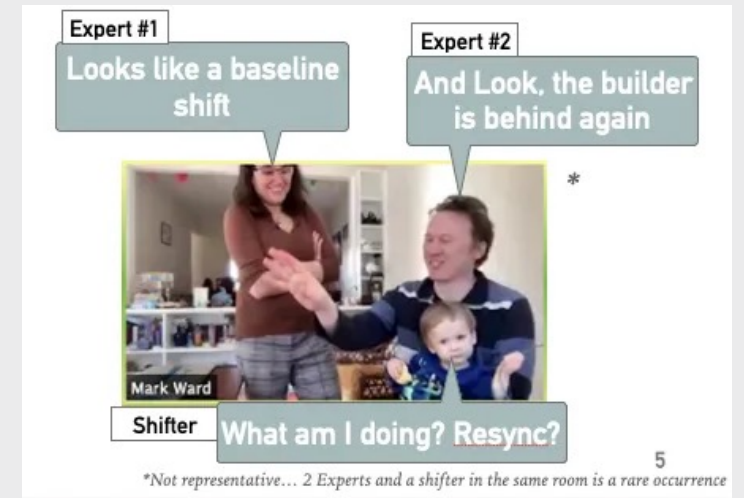 Expert #1
Looks like a baseline
shift
Expert #2
And Look, the builder
is behind again
*
Mark Ward
Shifter
What am I doing? Resync?
5
*Not representative... 2 Experts and a shifter in the same room is a rare occurrence